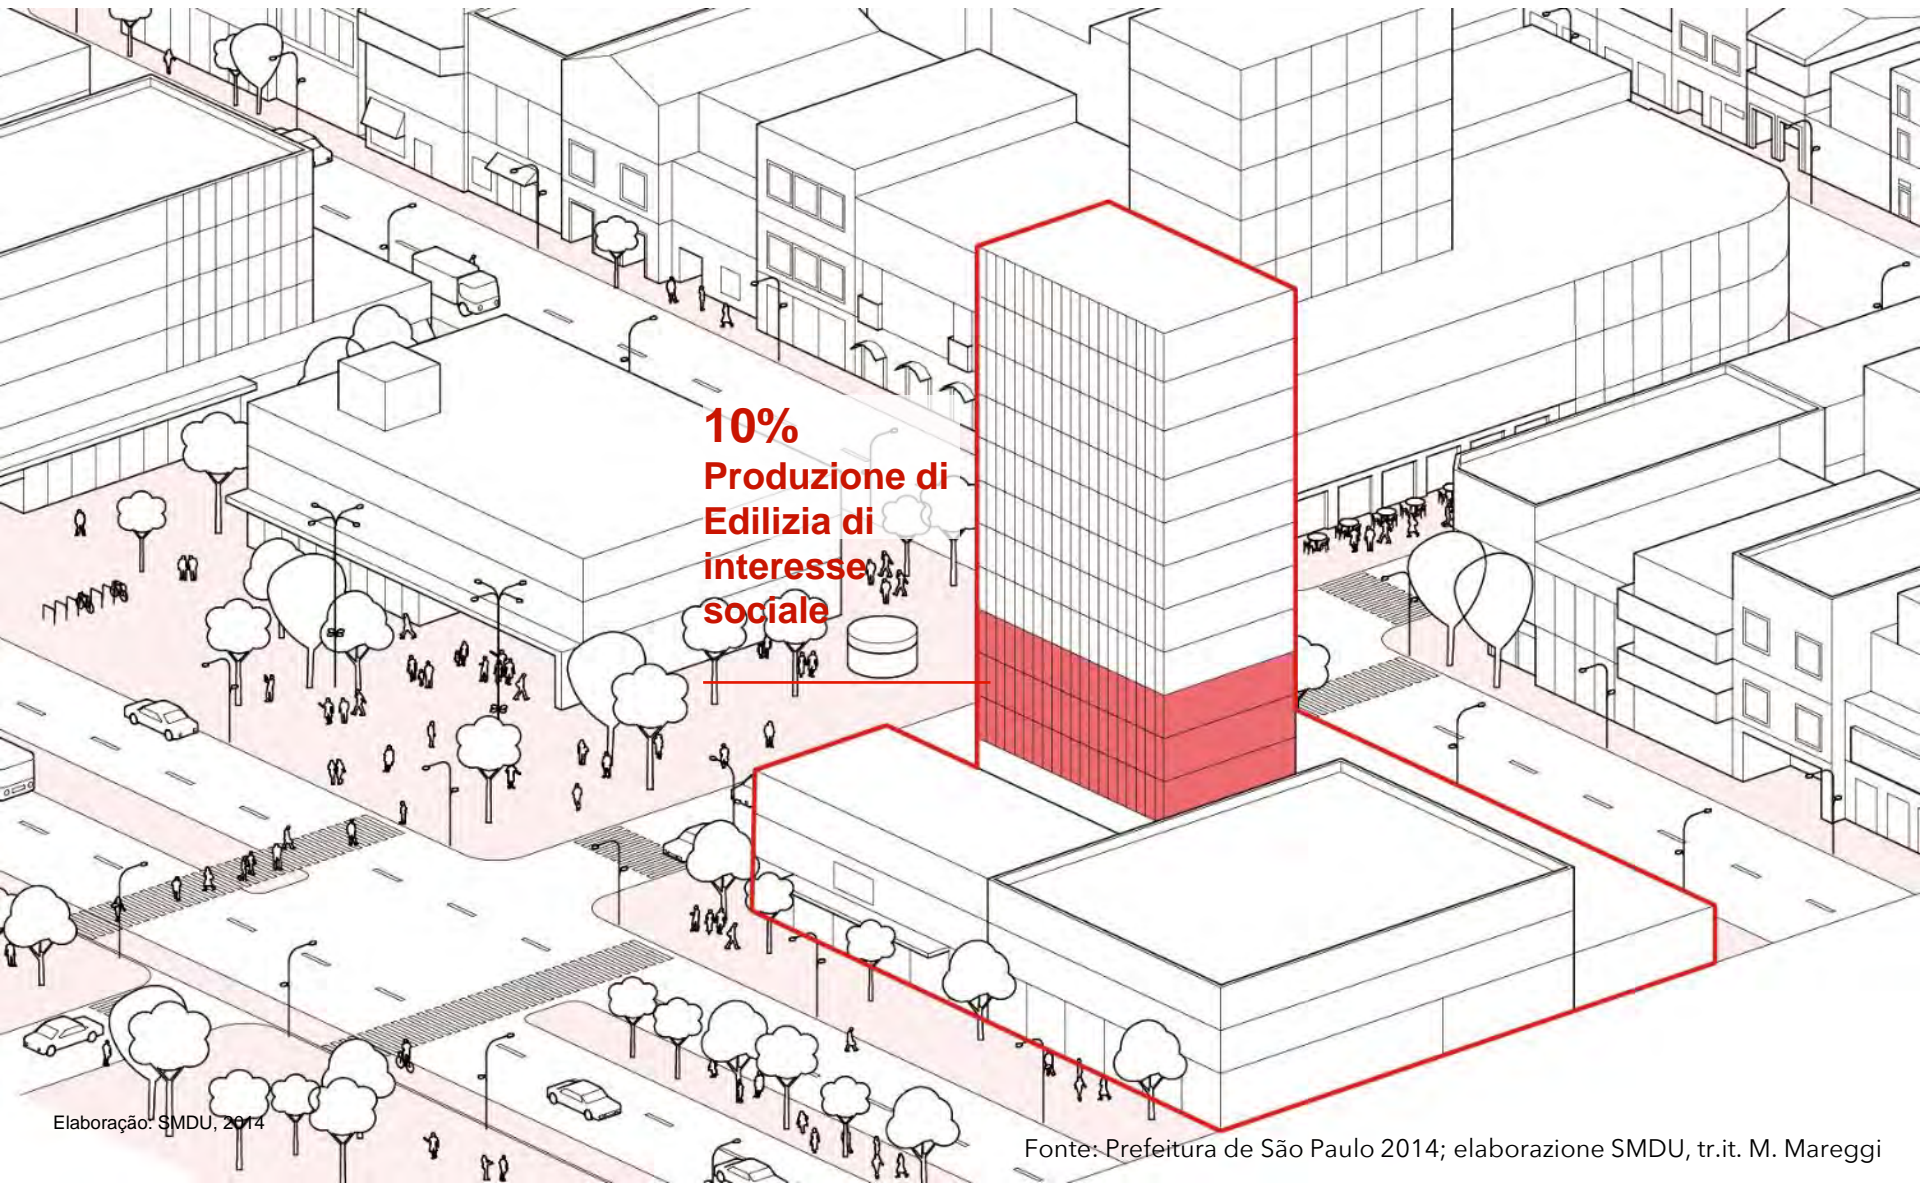 10%
Produzione di
Edilizia di
interesse
sociale
Elaboração: SMDU, 2014
Fonte: Prefeitura de São Paulo 2014; elaborazione SMDU, tr.it. M. Mareggi